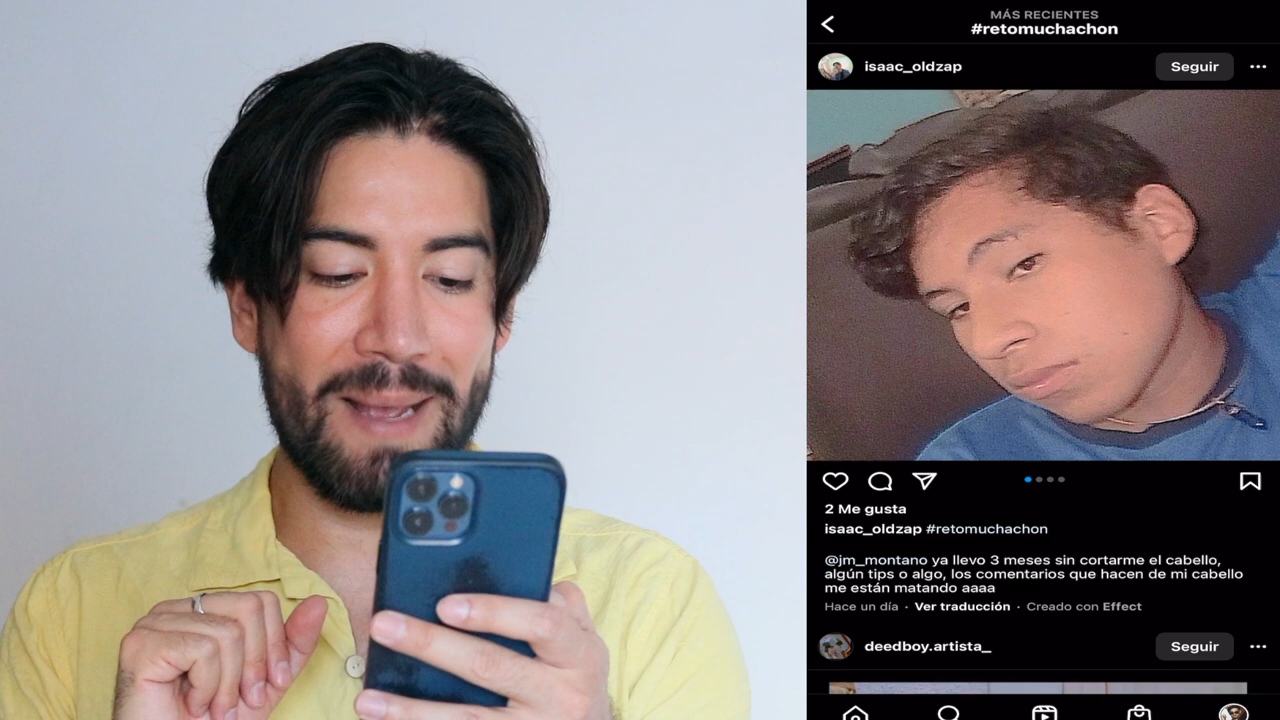 MÁS RECIENTES
#retomuchachon
isaac_oldzap
Seguir
2 Me gusta
isaac_oldzap #retomuchachon
@jm_montano ya llevo 3 meses sin cortarme el cabello,
algún tips o algo, los comentarios que hacen de mi cabello
me están matando aaaa
Hace un día · Ver traducción · Creado con Effect
deedboy.artista_
Seguir